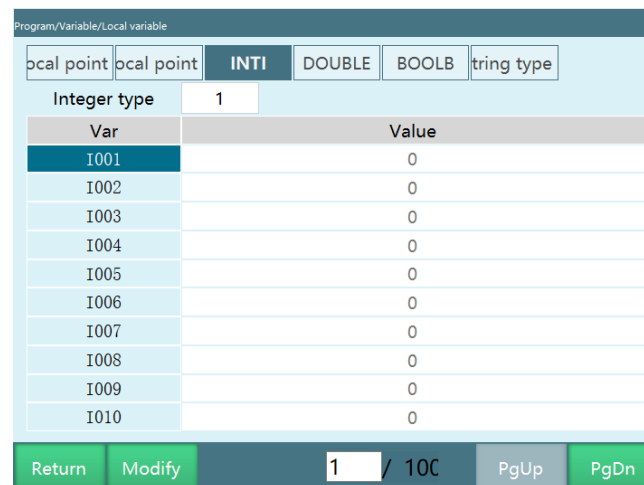 Program/Variable/Local variable
ocal point ocal point INTI DOUBLE BOOLB tring type
Integer type 1
Var Value
I001 0
I002 0
I003 0
I004 0
I005 0
I006 0
I007 0
I008 0
I009 0
I010 0
Return Modify 1 / 100 PgUp PgDn